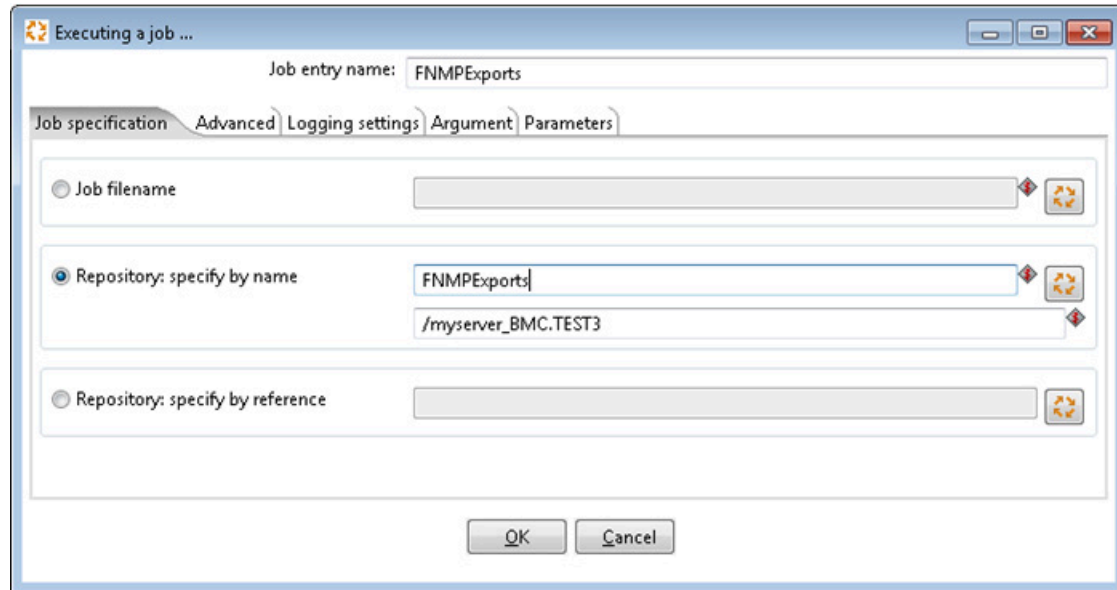 Executing a job ...
Job entry name: FNMPExports
Job specification Advanced Logging settings Argument Parameters
Job filename
Repository: specify by name FNMPExports
/myserver_BMC.TEST3
Repository: specify by reference
OK Cancel